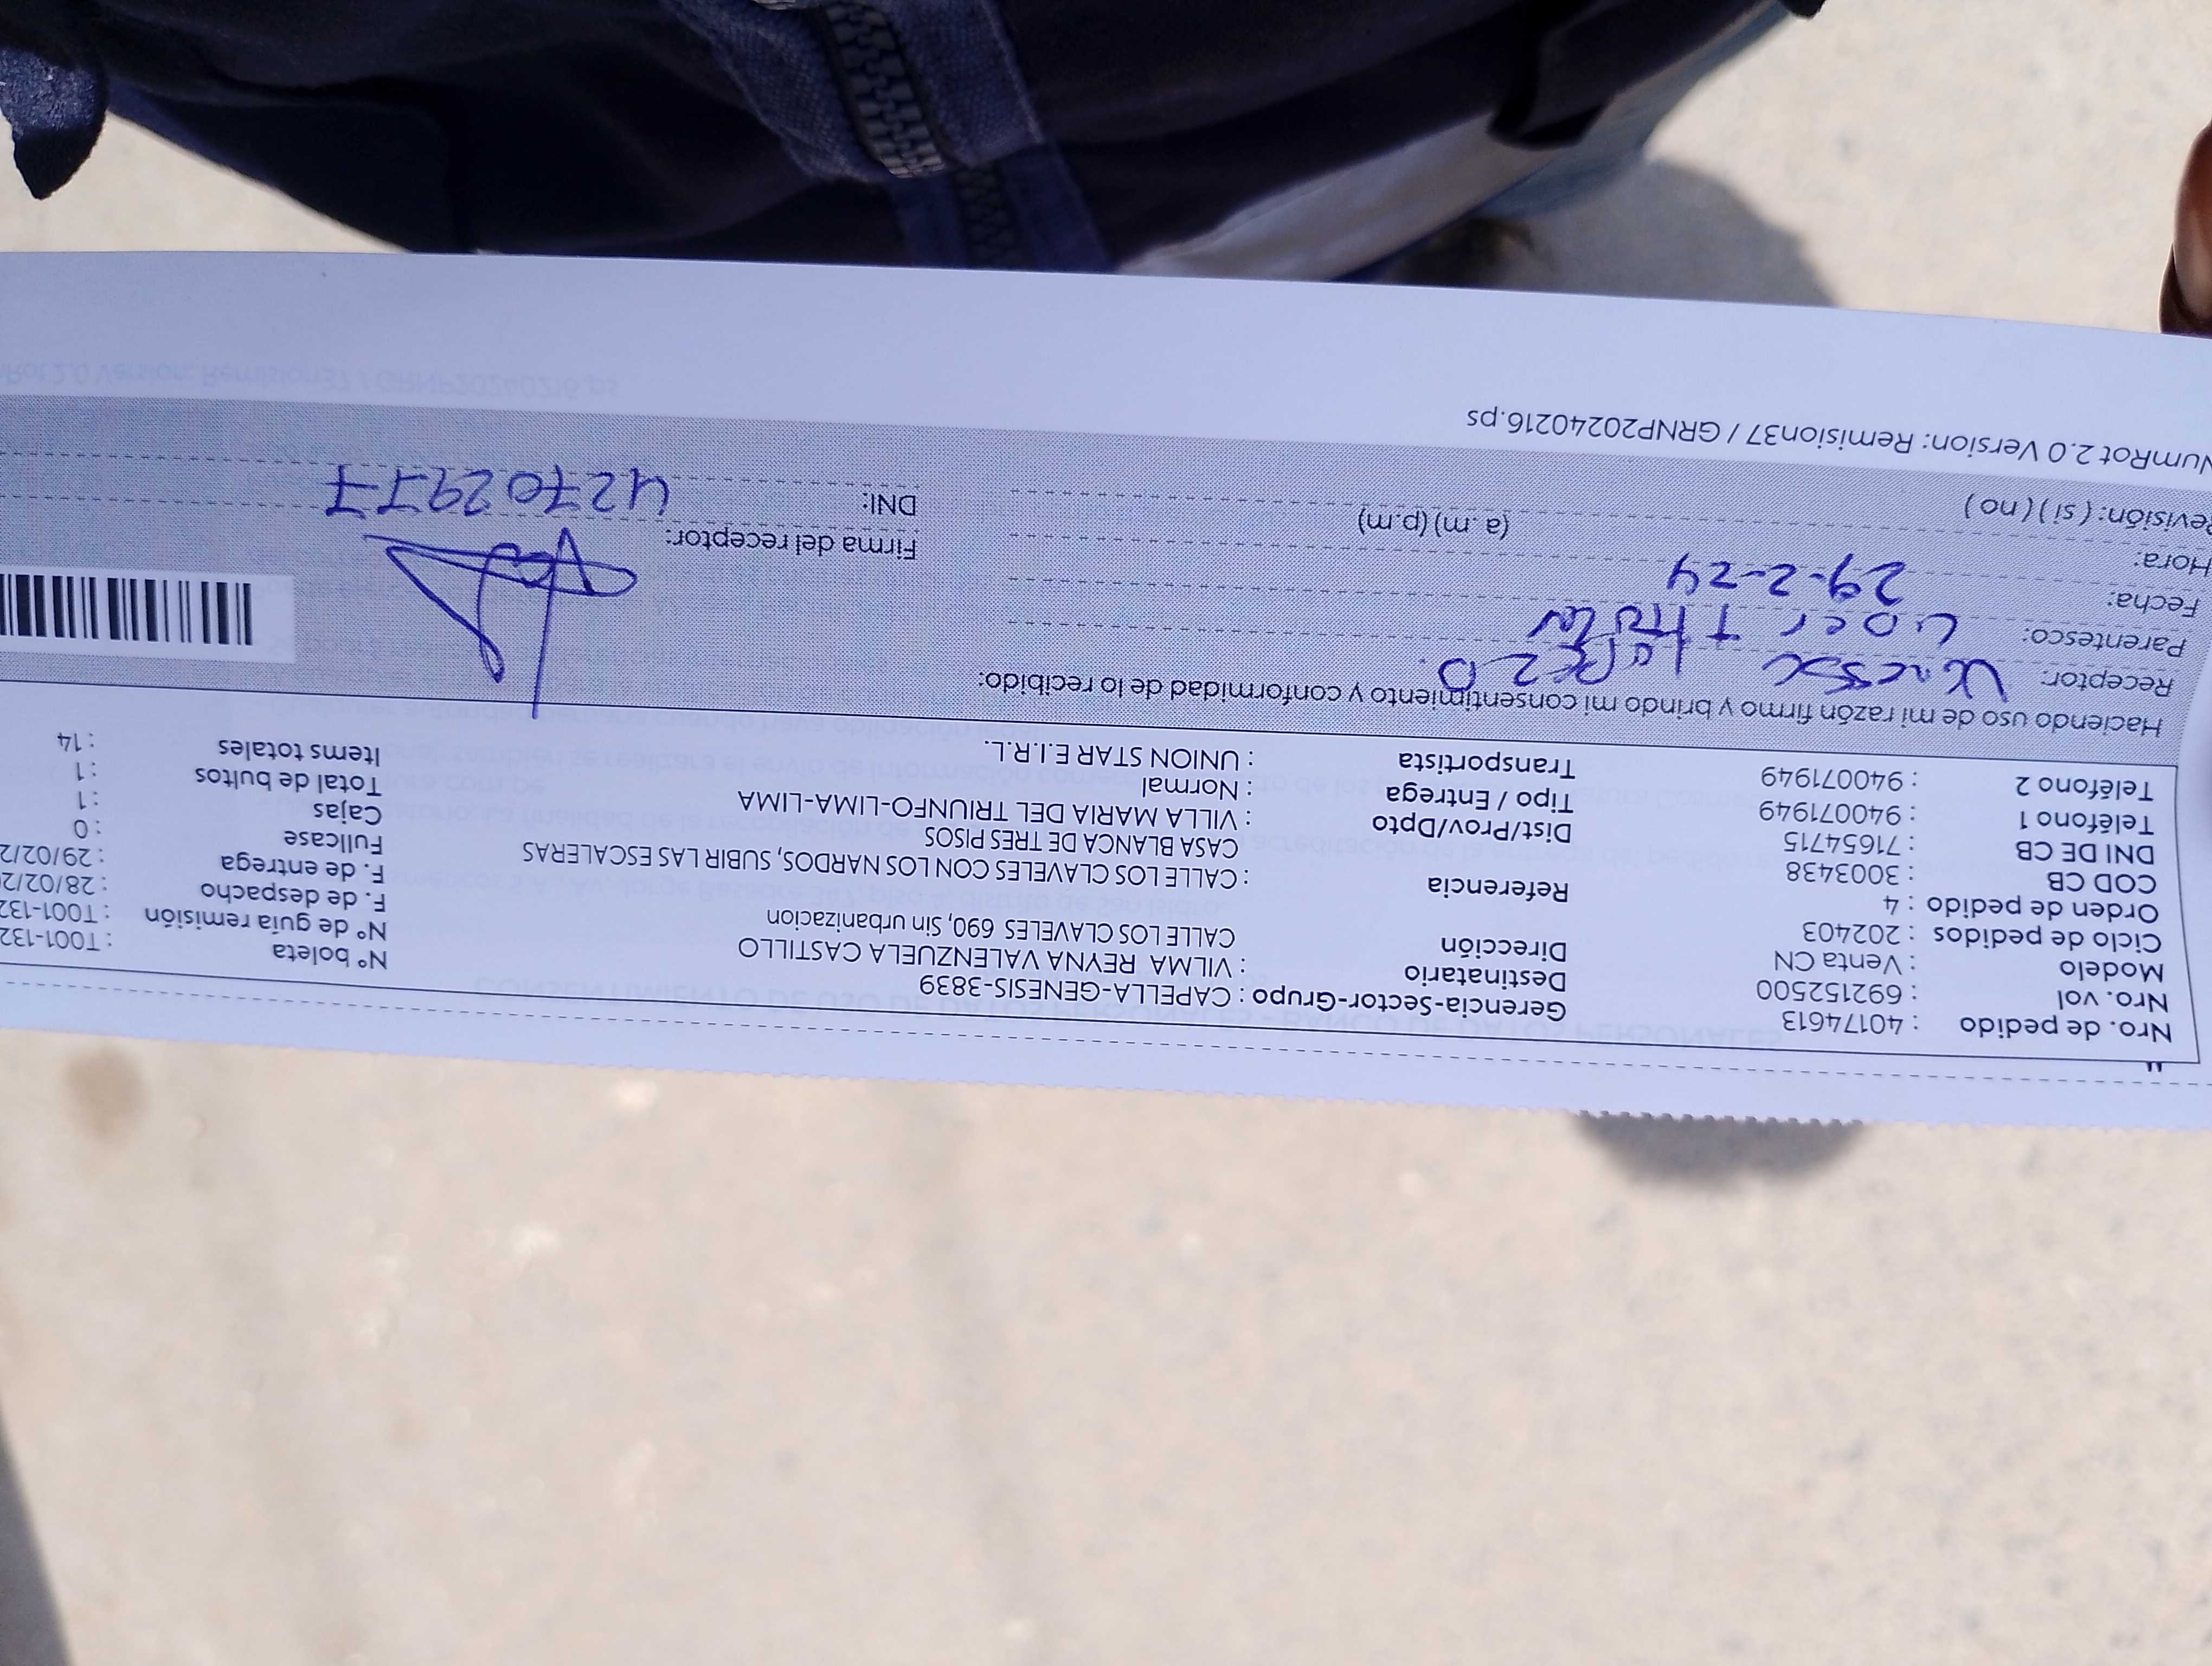 Nro. de pedido : 40174613 Gerencia-Sector-Grupo : CAPELLA-GENESIS-3839 N° boleta : T001-132
Nro. vol : 692152500 Destinatario : VILMA REYNA VALENZUELA CASTILLO N° de guia remisión : T001-132
Modelo : Venta CN Dirección CALLE LOS CLAVELES 690, Sin urbanizacion F. de despacho : 28/02/2
Ciclo de pedidos : 202403 Referencia : CALLE LOS CLAVELES CON LOS NARDOS, SUBIR LAS ESCALERAS F. de entrega : 29/02/2
Orden de pedido : 4 CASA BLANCA DE TRES PISOS Fullcase : 0
COD CB : 3003438 Dist/Prov/Dpto : VILLA MARIA DEL TRIUNFO-LIMA-LIMA Cajas : 1
DNI DE CB : 71654715 Tipo / Entrega : Normal Total de bultos : 1
Teléfono 1 : 940071949 Transportista : UNION STAR E.I.R.L. Items totales : 14
Teléfono 2 : 940071949
Haciendo uso de mi razón firmo y brindo mi consentimiento y conformidad de lo recibido:
Receptor:
Parentesco:
Fecha: 29-2-24 Firma del receptor:
Hora: (a.m) (p.m) DNI: 42702977
Revisión: ( si ) ( no )
NumRot 2.0 Version: Remision37 / GRNP20240216.ps